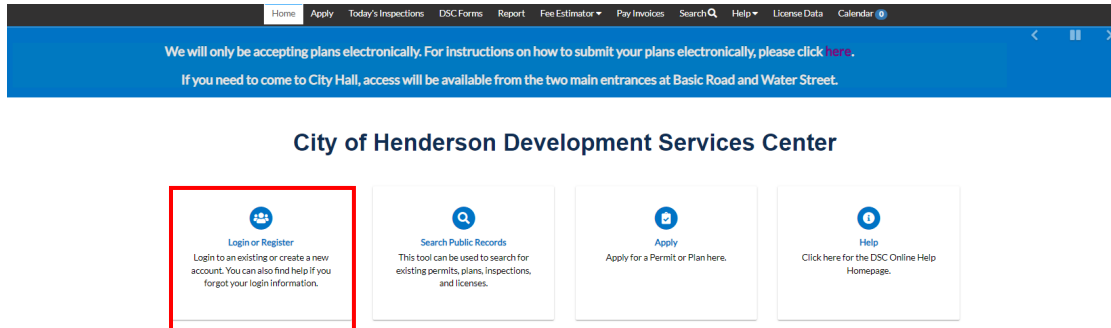 Home Apply Today's Inspections DSC Forms Report Fee Estimator Pay Invoices Search Help License Data Calendar 0
We will only be accepting plans electronically. For instructions on how to submit your plans electronically, please click here.
If you need to come to City Hall, access will be available from the two main entrances at Basic Road and Water Street.
City of Henderson Development Services Center
Login or Register
Login to an existing or create a new
account. You can also find help if you
forgot your login information.
Search Public Records
This tool can be used to search for
existing permits, plans, inspections,
and licenses.
Apply
Apply for a Permit or Plan here.
Help
Click here for the DSC Online Help
Homepage.